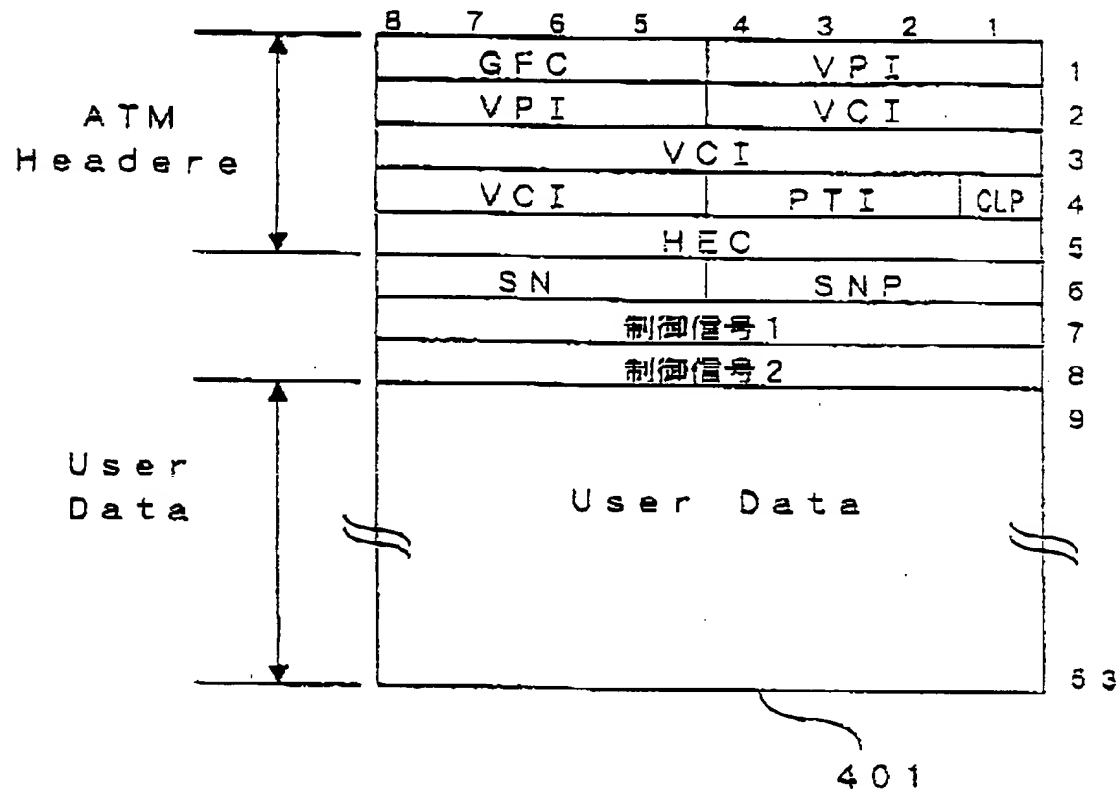 8 7 6 5 4 3 2 1
GFC VPI 1
VPI VCI 2
ATM
Headere
VCI 3
VCI PTI CLP 4
HEC 5
SN SNP 6
制御信号1 7
制御信号2 8
9
User
Data
User Data
53
401